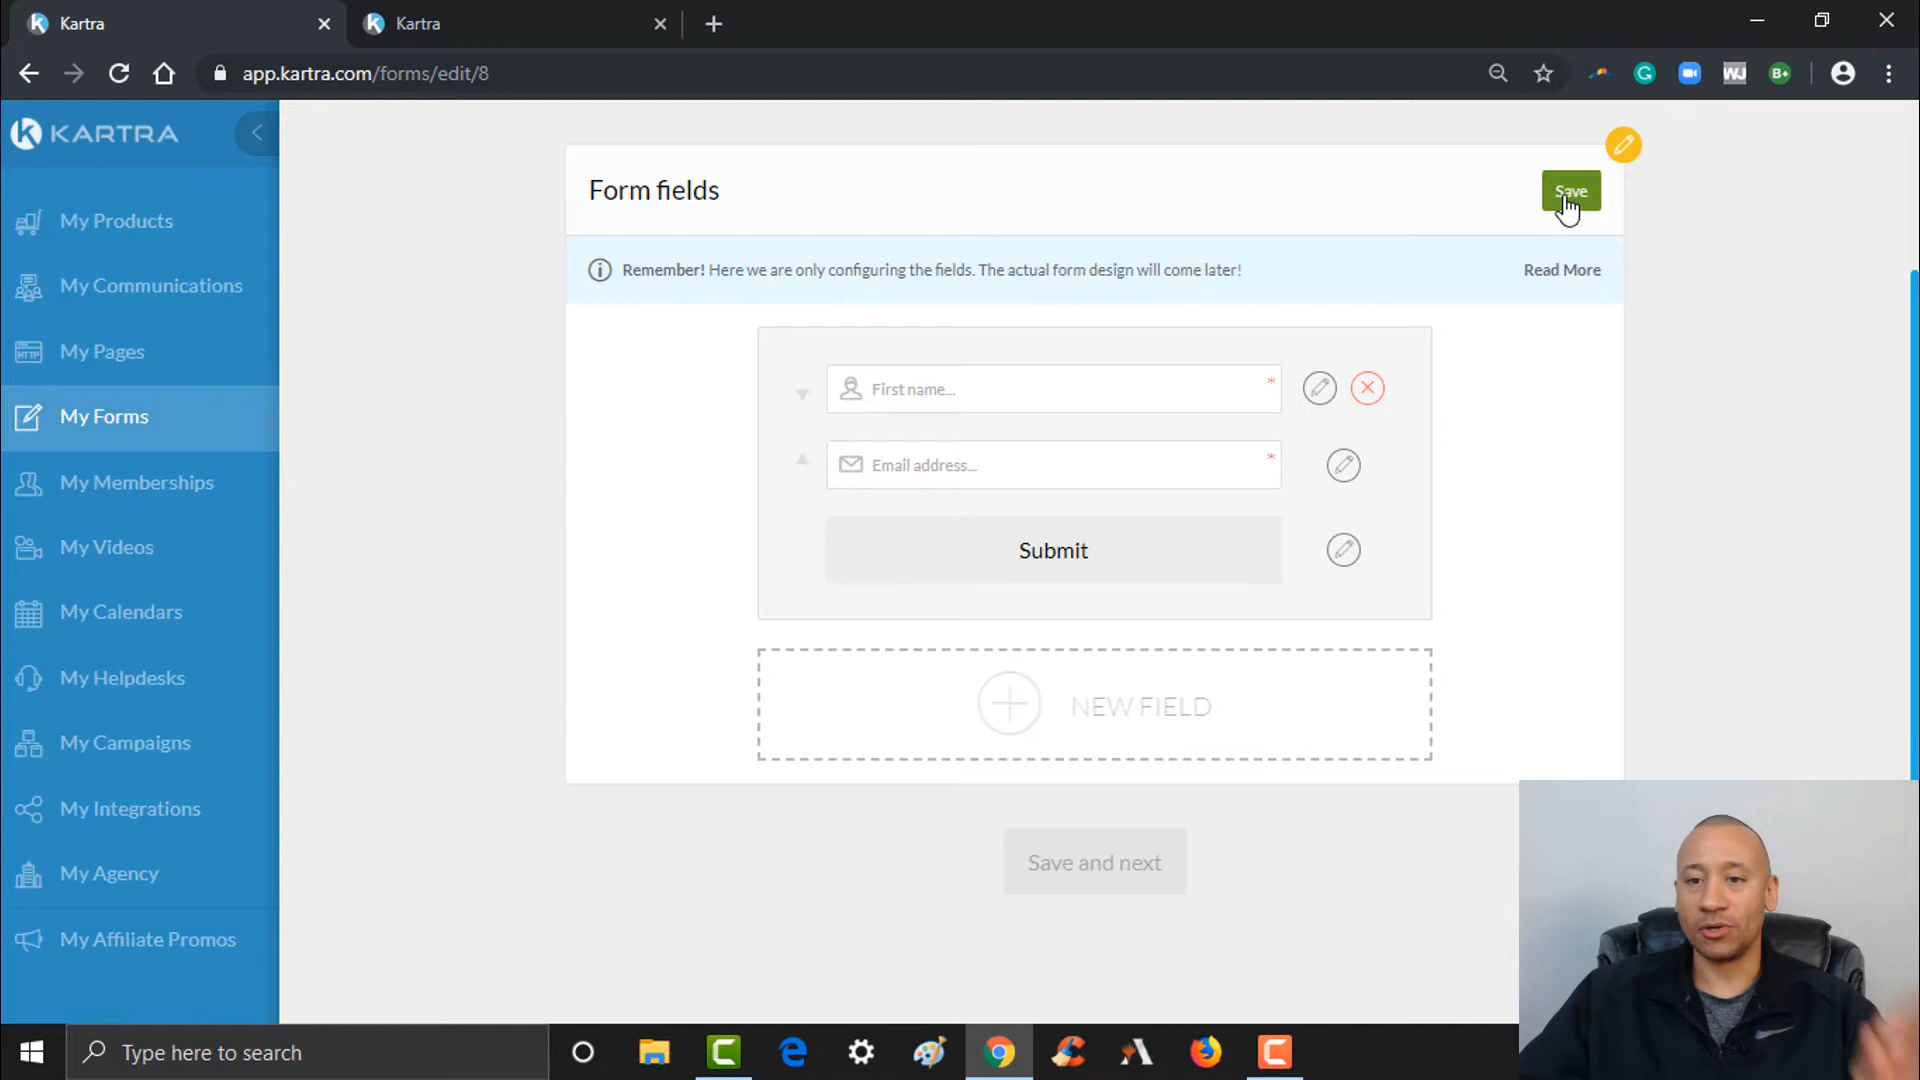 Kartra
Kartra
app.kartra.com/forms/edit/8
WJ
B+
KARTRA
My Products
My Communications
HTTP
My Pages
My Forms
My Memberships
My Videos
My Calendars
My Helpdesks
My Campaigns
My Integrations
My Agency
My Affiliate Promos
Form fields
Save
Remember! Here we are only configuring the fields. The actual form design will come later!
Read More
First name... *
Email address... *
Submit
NEW FIELD
Save and next
Type here to search